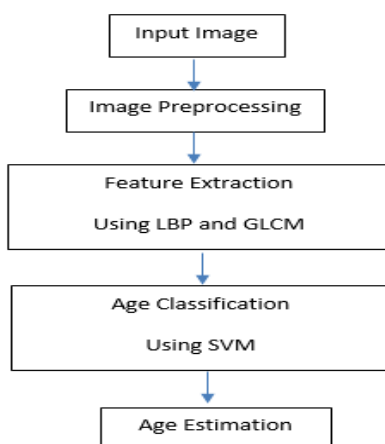 Input Image
Image Preprocessing
Feature Extraction
Using LBP and GLCM
Age Classification
Using SVM
Age Estimation